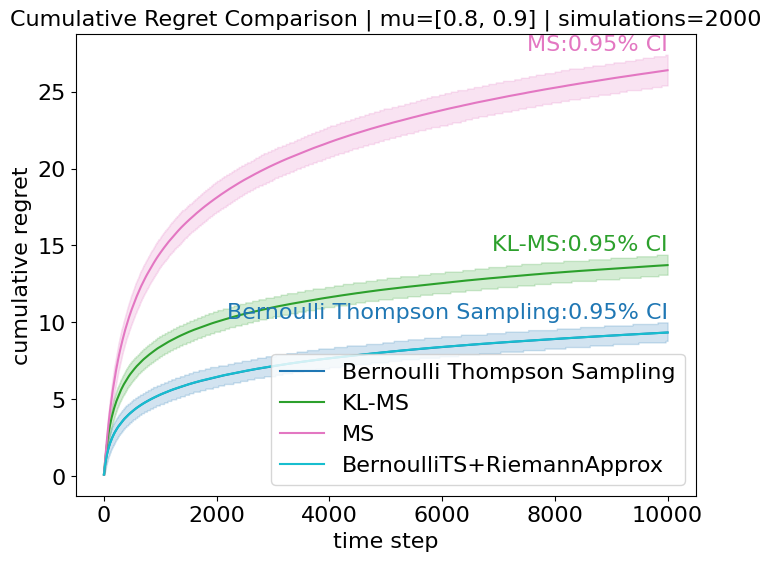 Cumulative Regret Comparison | mu=[0.8, 0.9] | simulations=2000
MS:0.95% CI
KL-MS:0.95% CI
Bernoulli Thompson Sampling:0.95% CI
cumulative regret
25
20
15
10
5
0
Bernoulli Thompson Sampling
KL-MS
MS
BernoulliTS+RiemannApprox
0 2000 4000 6000 8000 10000
time step